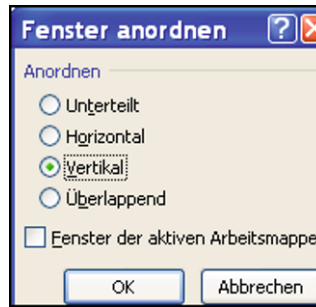 Fenster anordnen
Anordnen
Unterteilt
Horizontal
Vertikal
Überlappend
Fenster der aktiven Arbeitsmappe
OK Abbrechen